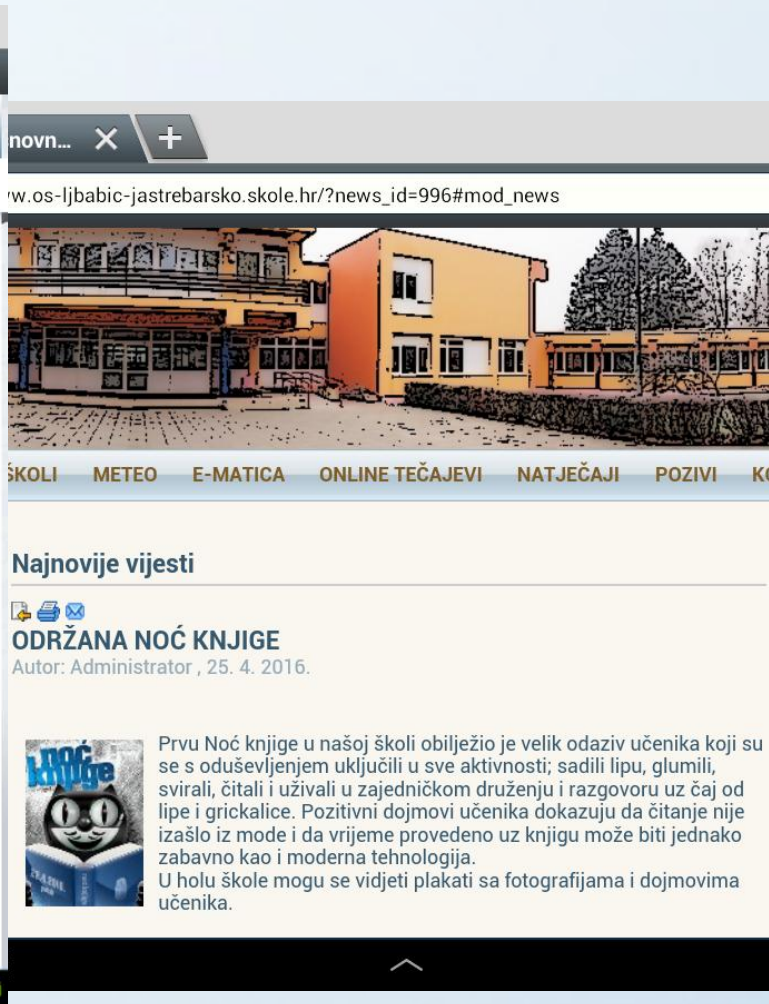 novn...
w.os-ljbabic-jastrebarsko.skole.hr/?news_id=996#mod_news
ŠKOLI METEO E-MATICA ONLINE TEČAJEVI NATJEČAJI POZIVI
Najnovije vijesti
ODRŽANA NOĆ KNJIGE
Autor: Administrator , 25. 4. 2016.
noć
knjige
Prvu Noć knjige u našoj školi obilježio je velik odaziv učenika koji su
se s oduševljenjem uključili u sve aktivnosti; sadili lipu, glumili,
svirali, čitali i uživali u zajedničkom druženju i razgovoru uz čaj od
lipe i grickalice. Pozitivni dojmovi učenika dokazuju da čitanje nije
izašlo iz mode i da vrijeme provedeno uz knjigu može biti jednako
zabavno kao i moderna tehnologija.
U holu škole mogu se vidjeti plakati sa fotografijama i dojmovima
učenika.